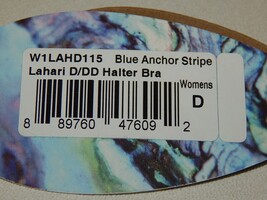 W1LAHD115 Blue Anchor Stripe
Lahari D/DD Halter Bra
Womens
D
8 89760 47609 2